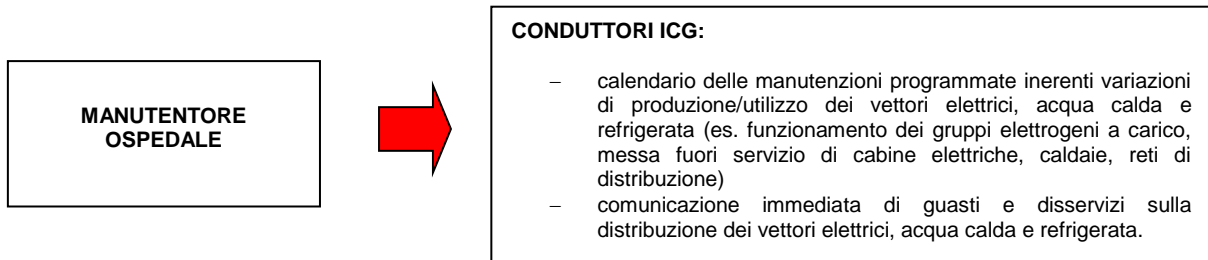 MANUTENTORE
OSPEDALE
CONDUTTORI ICG:
– calendario delle manutenzioni programmate inerenti variazioni
di produzione/utilizzo dei vettori elettrici, acqua calda e
refrigerata (es. funzionamento dei gruppi elettrogeni a carico,
messa fuori servizio di cabine elettriche, caldaie, reti di
distribuzione)
– comunicazione immediata di guasti e disservizi sulla
distribuzione dei vettori elettrici, acqua calda e refrigerata.